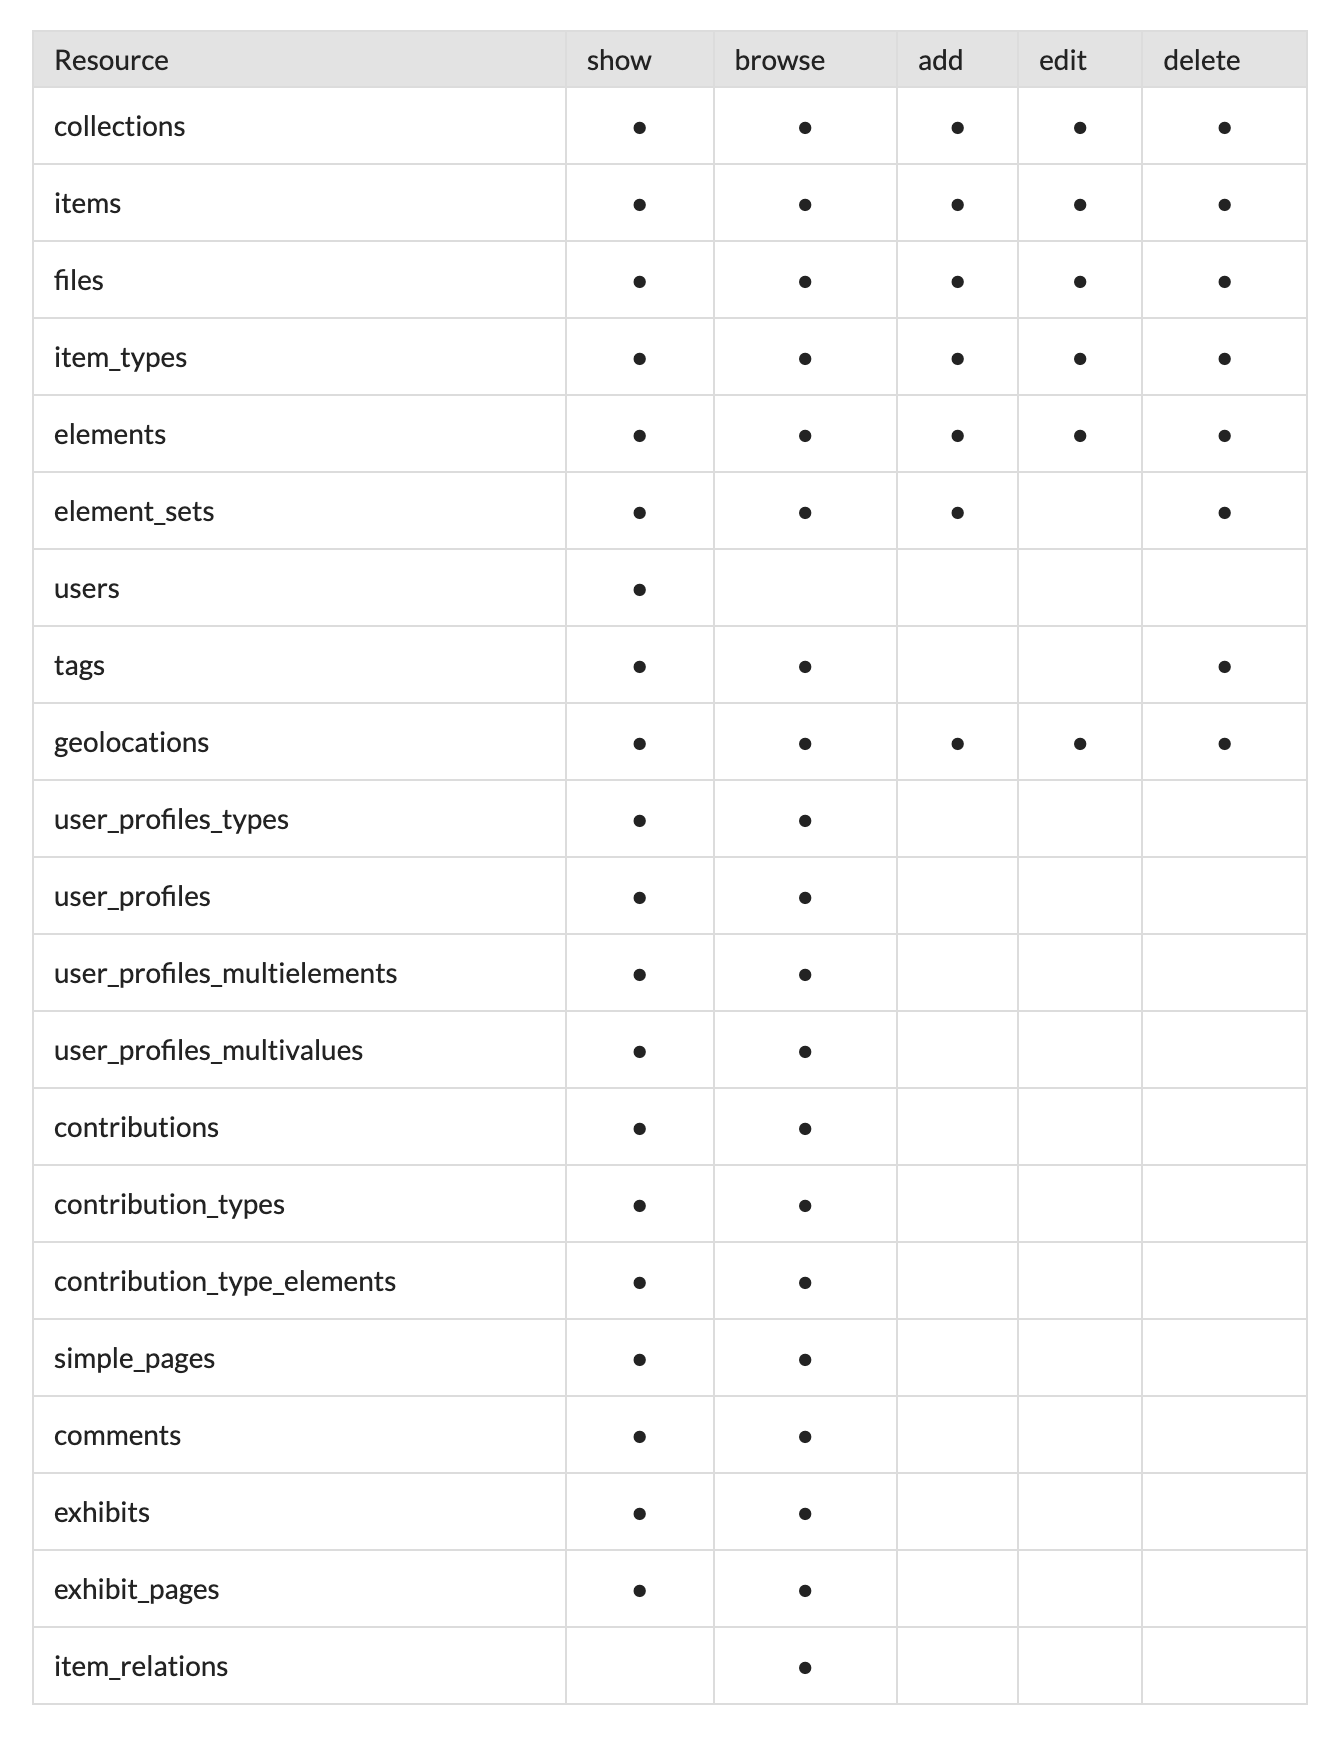 Resource show browse add edit delete
collections • • • • •
items • • • • •
files • • • • •
item_types • • • • •
elements • • • • •
element_sets • • • •
users •
tags • • •
geolocations • • • • •
user_profiles_types • •
user_profiles • •
user_profiles_multielements • •
user_profiles_multivalues • •
contributions • •
contribution_types • •
contribution_type_elements • •
simple_pages • •
comments • •
exhibits • •
exhibit_pages • •
item_relations •